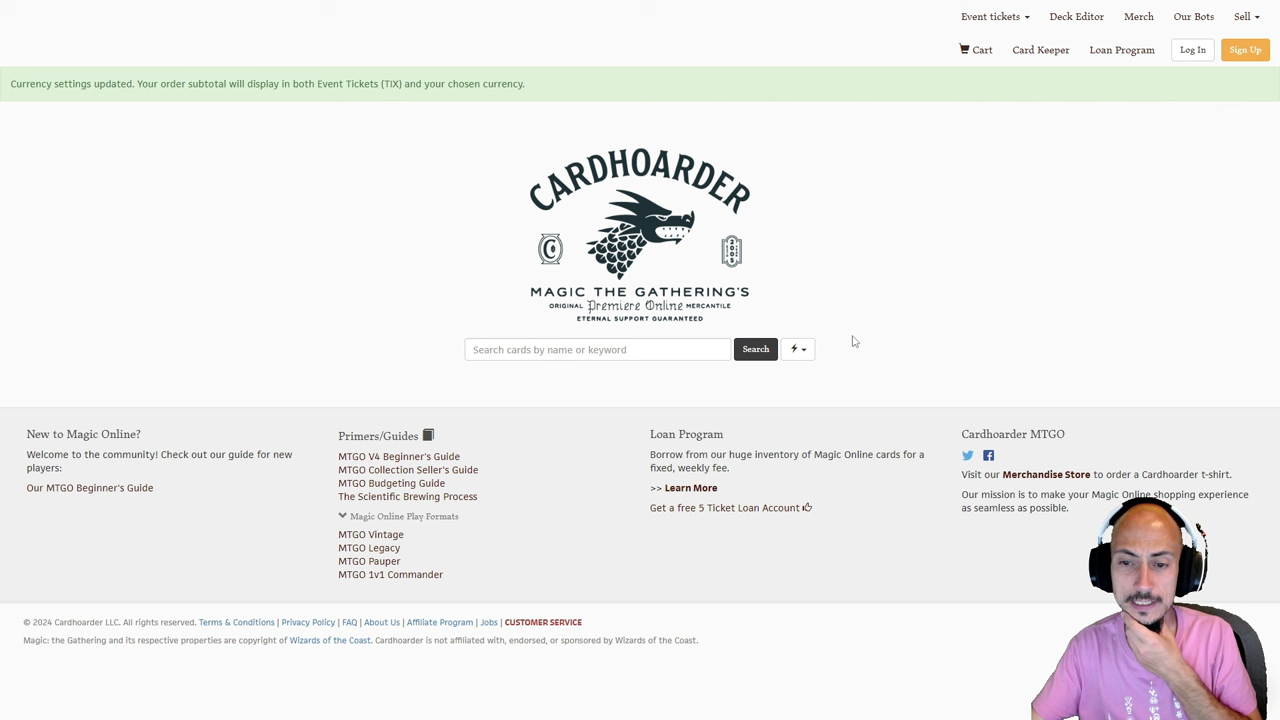 Event tickets
Deck Editor
Merch
Our Bots
Sell
Cart
Card Keeper
Loan Program
Log In
Sign Up
Currency settings updated. Your order subtotal will display in both Event Tickets (TIX) and your chosen currency.
CARDHOARDER
C
2005
MAGIC THE GATHERING'S
ORIGINAL Premiere Online MERCANTILE
ETERNAL SUPPORT GUARANTEED
Search cards by name or keyword
Search
New to Magic Online?
Welcome to the community! Check out our guide for new
players:
Our MTGO Beginner's Guide
Primers/Guides
MTGO V4 Beginner's Guide
MTGO Collection Seller's Guide
MTGO Budgeting Guide
The Scientific Brewing Process
Magic Online Play Formats
MTGO Vintage
MTGO Legacy
MTGO Pauper
MTGO 1v1 Commander
Loan Program
Borrow from our huge inventory of Magic Online cards for a
fixed, weekly fee.
>> Learn More
Get a free 5 Ticket Loan Account
Cardhoarder MTGO
Visit our Merchandise Store to order a Cardhoarder t-shirt.
Our mission is to make your Magic Online shopping experience
as seamless as possible.
© 2024 Cardhoarder LLC. All rights reserved. Terms & Conditions | Privacy Policy | FAQ | About Us | Affiliate Program | Jobs | CUSTOMER SERVICE
Magic: the Gathering and its respective properties are copyright of Wizards of the Coast. Cardhoarder is not affiliated with, endorsed, or sponsored by Wizards of the Coast.